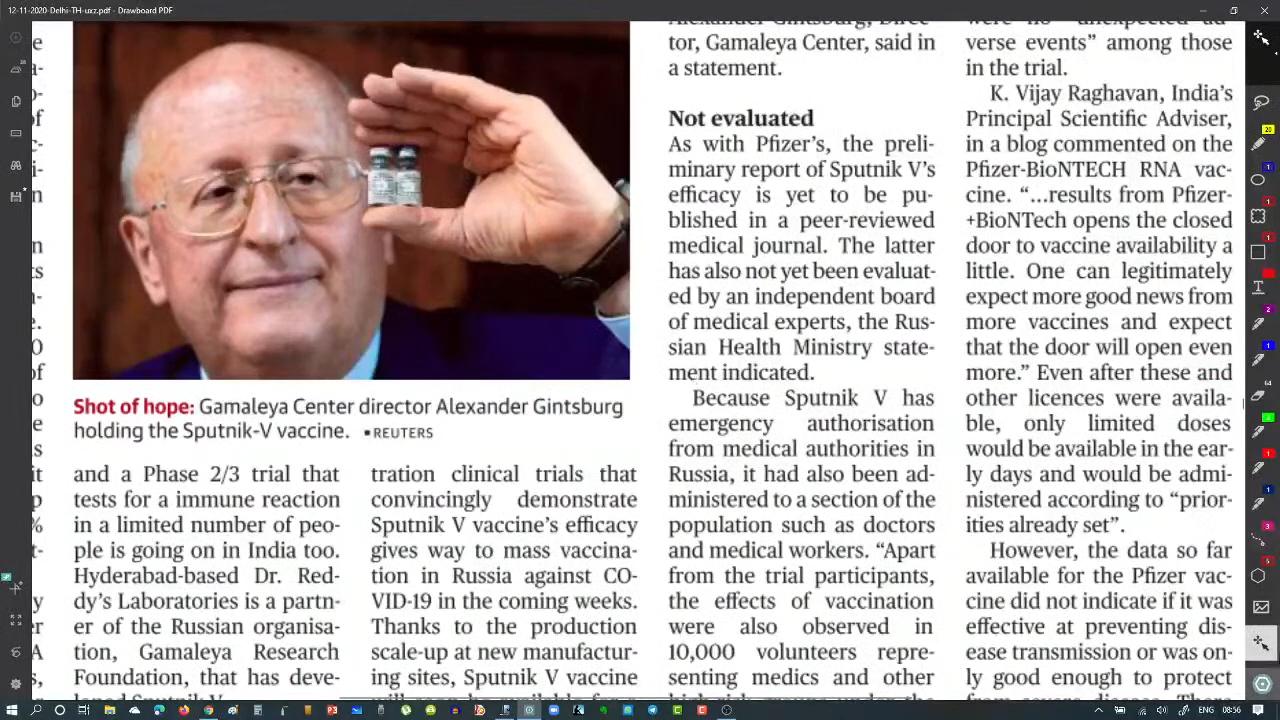 12-11-2020-Delhi-TH-uxz.pdf - Drawboard PDF
Shot of hope: Gamaleya Center director Alexander Gintsburg
holding the Sputnik-V vaccine. ▪ REUTERS
and a Phase 2/3 trial that
tests for a immune reaction
in a limited number of peo-
ple is going on in India too.
Hyderabad-based Dr. Red-
dy’s Laboratories is a partn-
er of the Russian organisa-
tion, Gamaleya Research
Foundation, that has deve-
loped Sputnik V.
tration clinical trials that
convincingly demonstrate
Sputnik V vaccine’s efficacy
gives way to mass vaccina-
tion in Russia against CO-
VID-19 in the coming weeks.
Thanks to the production
scale-up at new manufactur-
ing sites, Sputnik V vaccine
Alexander Gintsburg, Direc-
tor, Gamaleya Center, said in
a statement.
Not evaluated
As with Pfizer’s, the preli-
minary report of Sputnik V’s
efficacy is yet to be pu-
blished in a peer-reviewed
medical journal. The latter
has also not yet been evaluat-
ed by an independent board
of medical experts, the Rus-
sian Health Ministry state-
ment indicated.
Because Sputnik V has
emergency authorisation
from medical authorities in
Russia, it had also been ad-
ministered to a section of the
population such as doctors
and medical workers. “Apart
from the trial participants,
the effects of vaccination
were also observed in
10,000 volunteers repre-
senting medics and other
were no “unexpected ad-
verse events” among those
in the trial.
K. Vijay Raghavan, India’s
Principal Scientific Adviser,
in a blog commented on the
Pfizer-BioNTECH RNA vac-
cine. “...results from Pfizer-
+BioNTech opens the closed
door to vaccine availability a
little. One can legitimately
expect more good news from
more vaccines and expect
that the door will open even
more.” Even after these and
other licences were availa-
ble, only limited doses
would be available in the ear-
ly days and would be admi-
nistered according to “prior-
ities already set”.
However, the data so far
available for the Pfizer vac-
cine did not indicate if it was
effective at preventing dis-
ease transmission or was on-
ly good enough to protect
from severe disease. There
ENG 08:56